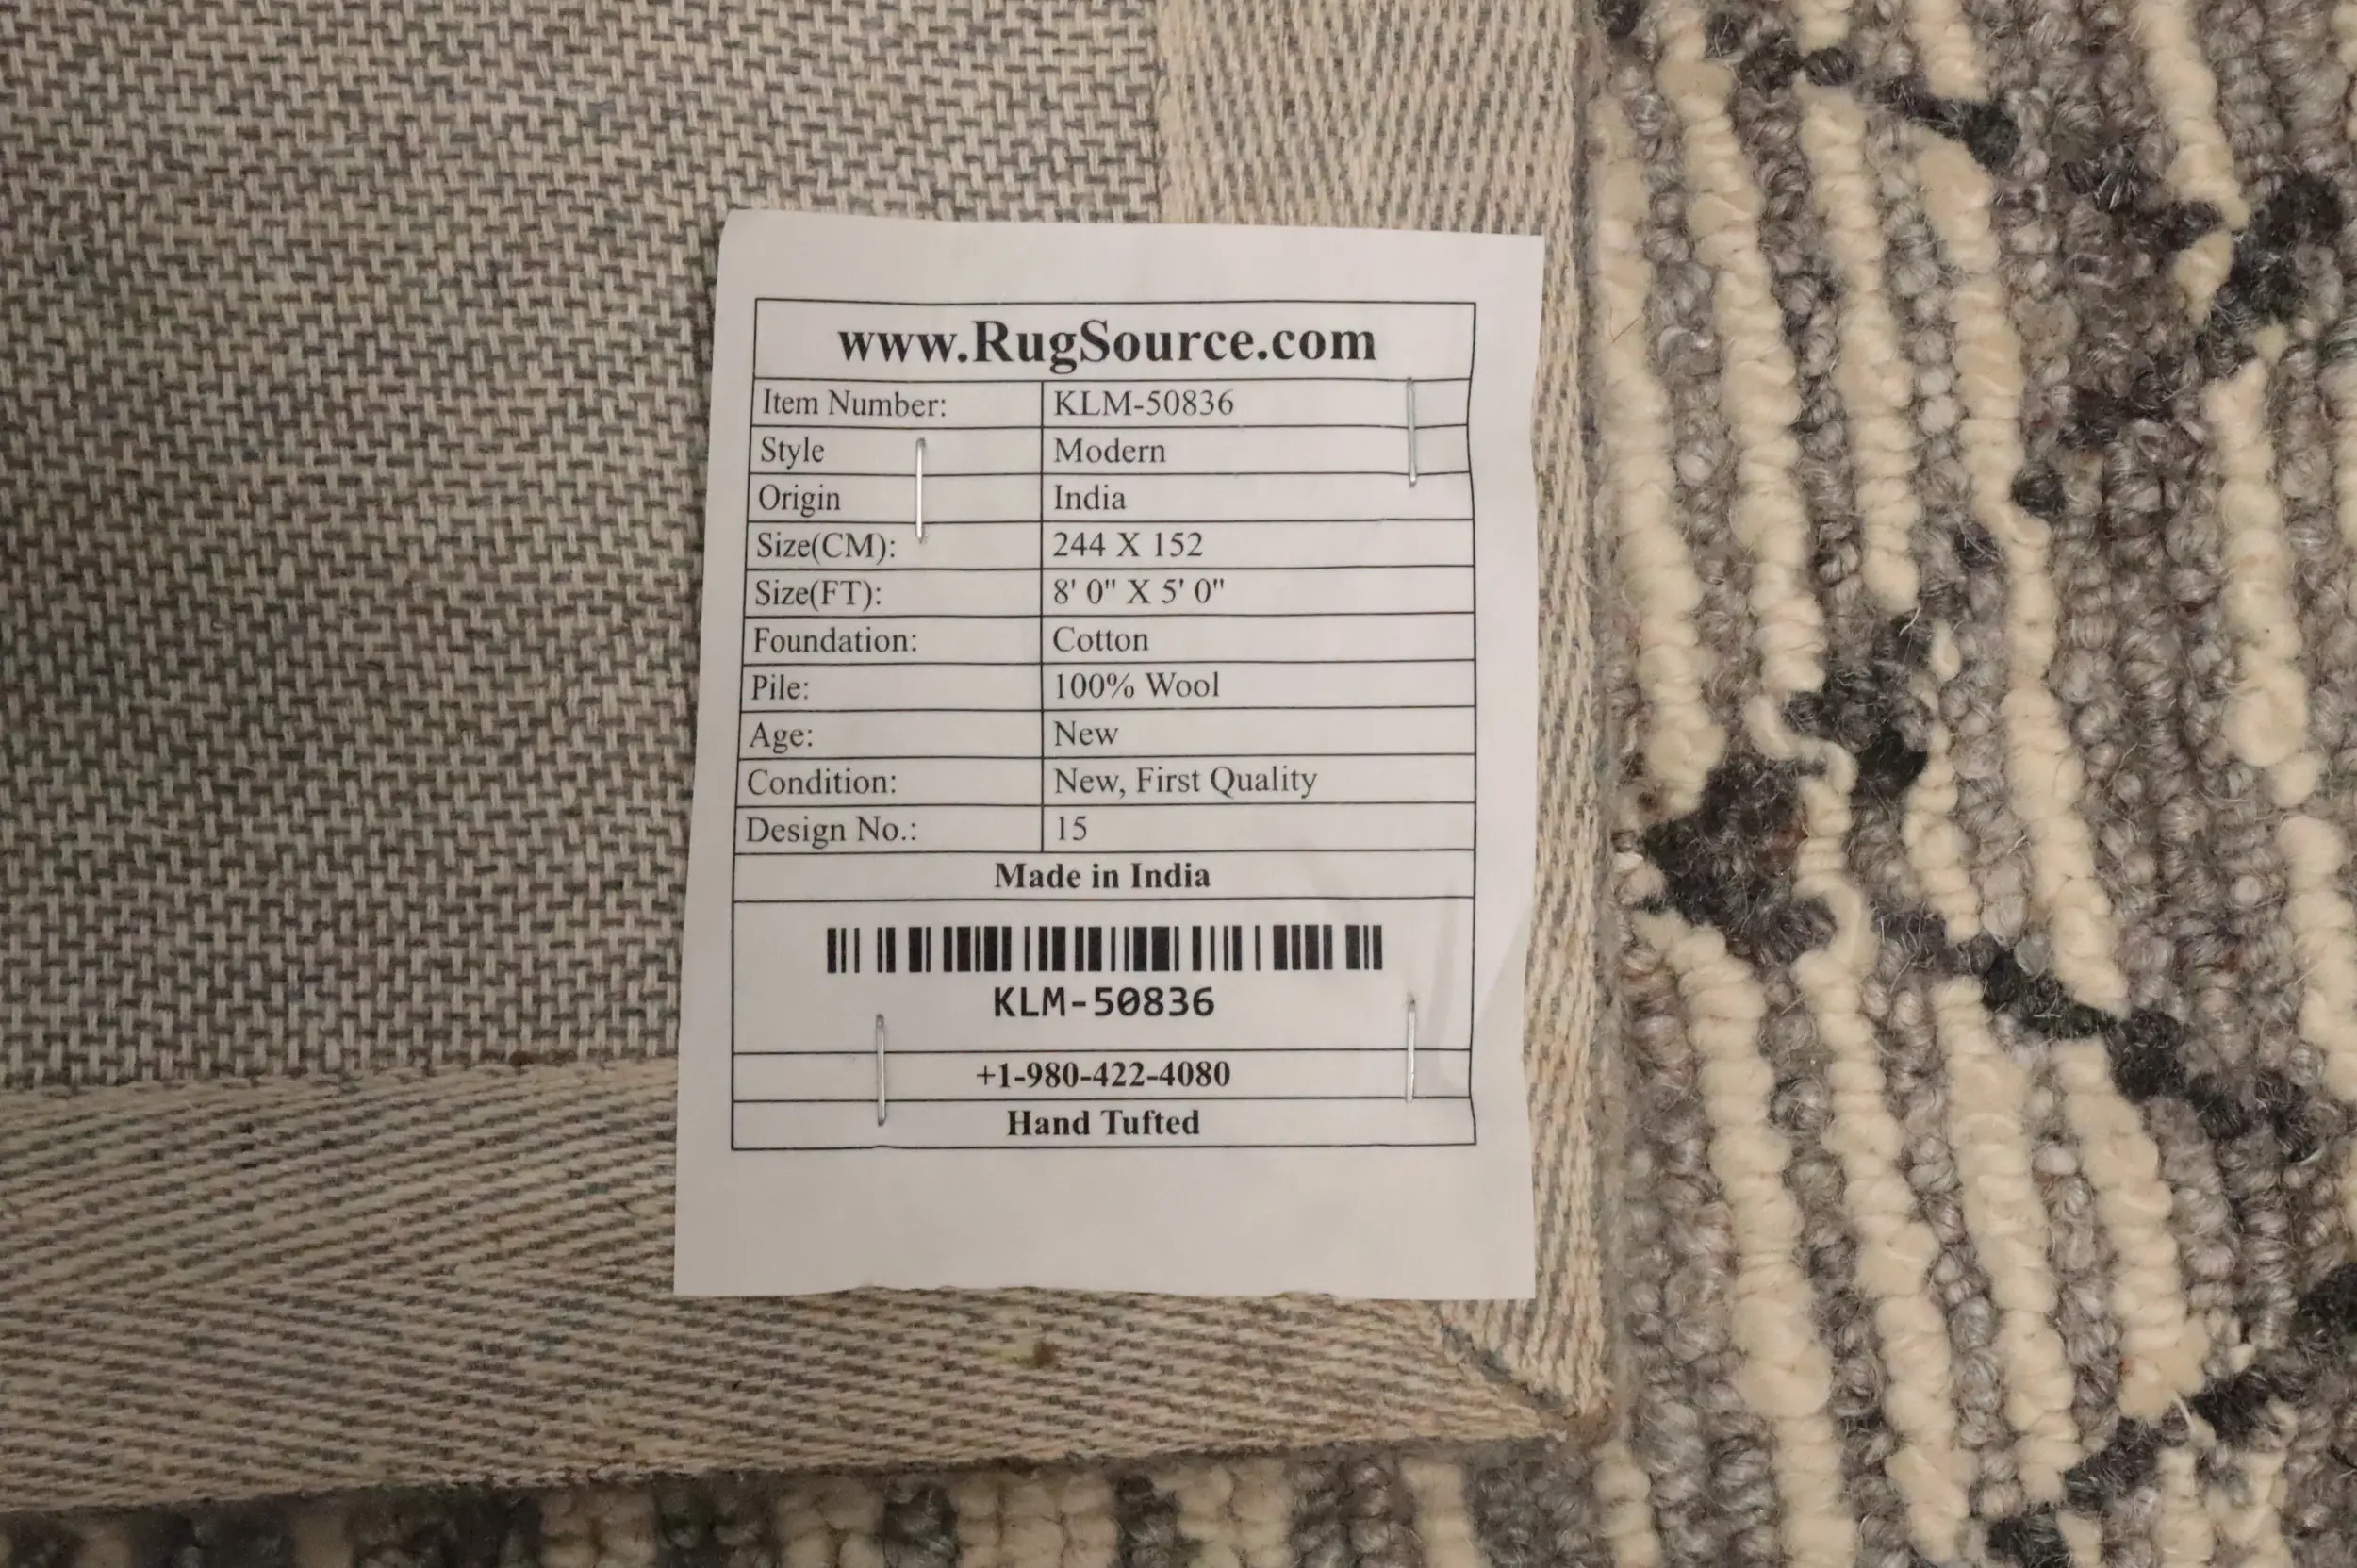 www.RugSource.com
Item Number: KLM-50836
Style Modern
Origin India
Size(CM): 244 X 152
Size(FT): 8' 0" X 5' 0"
Foundation: Cotton
Pile: 100% Wool
Age: New
Condition: New, First Quality
Design No.: 15
Made in India
KLM-50836
+1-980-422-4080
Hand Tufted